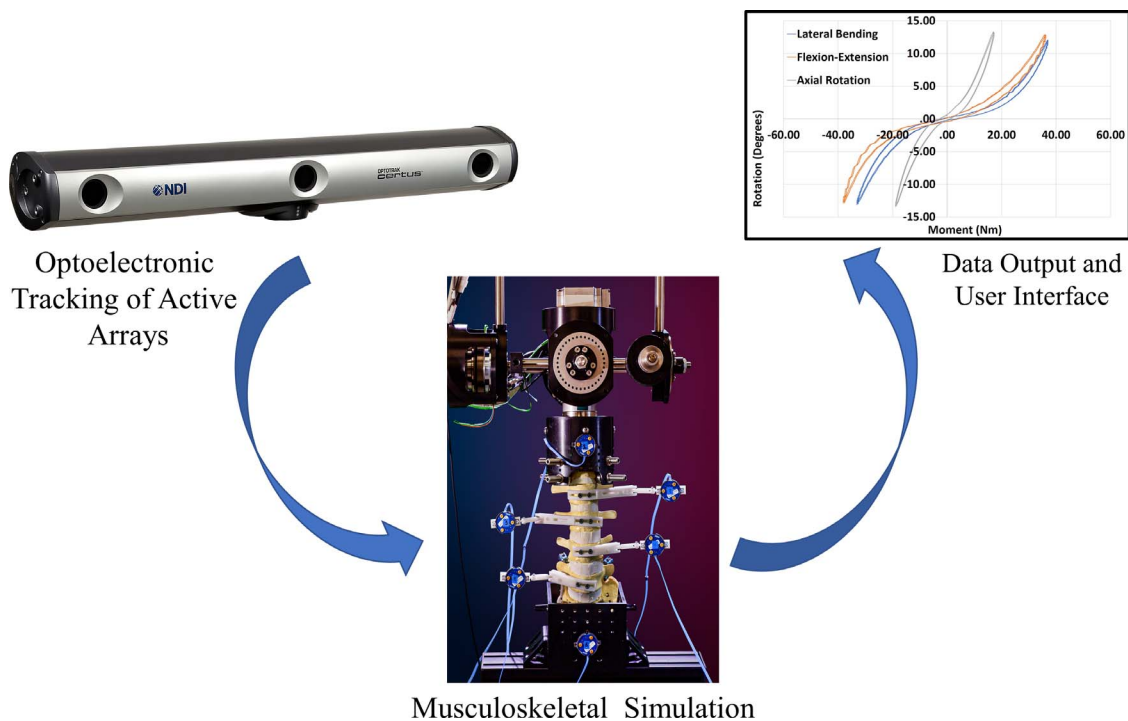 NDI
OPTOTRAK
certus
Optoelectronic
Tracking of Active
Arrays
15.00
Lateral Bending
10.00
Flexion-Extension
5.00
Axial Rotation
.00
-60.00 -40.00 -20.00 .00 20.00 40.00 60.00
-5.00
-10.00
-15.00
Rotation (Degrees)
Moment (Nm)
Data Output and
User Interface
Musculoskeletal Simulation